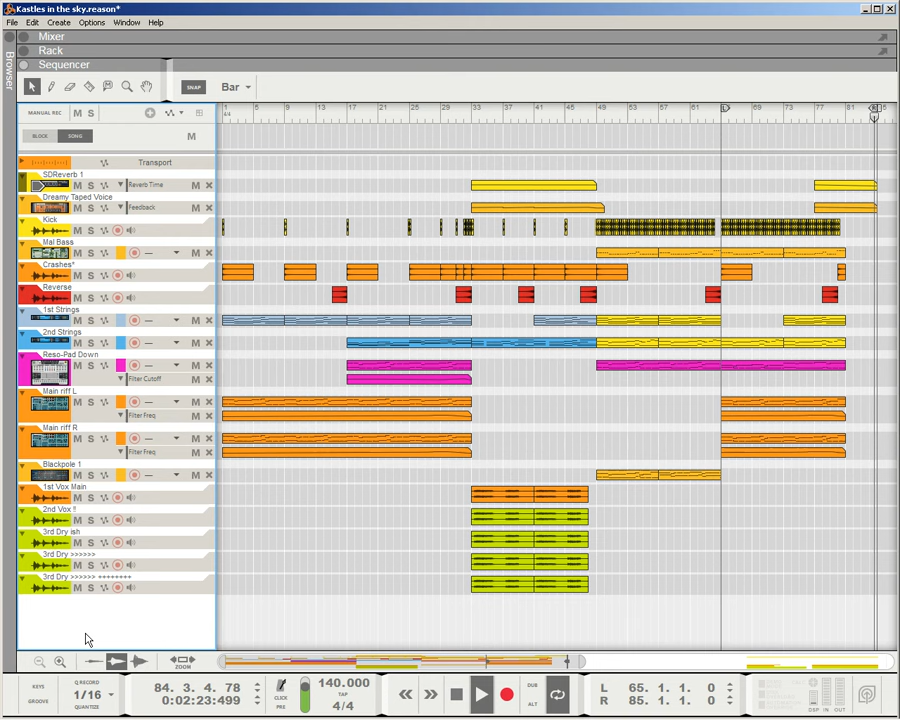 Kastles in the sky.reason*
File Edit Create Options Window Help
Browser
Mixer
Rack
Sequencer
SNAP Bar
MANUAL REC M S
1 5 9 13 17 21 25 29 33 37 41 45 49 53 57 61 L 69 73 77 81 R 85
4/4
BLOCK SONG M
Transport
SDReverb 1
M S Reverb Time M
Dreamy Taped Voice
M S Feedback M
Kick
M S
Mal Bass
M S
Crashes*
M S
Reverse
M S
1st Strings
M S
2nd Strings
M S
Reso-Pad Down
M S
Filter Cutoff M
Main riff L
M S
Filter Freq M
Main riff R
M S
Filter Freq M
Blackpole 1
M S
1st Vox Main
M S
2nd Vox !!
M S
3rd Dry ish
M S
3rd Dry >>>>>>
M S
3rd Dry >>>>>> ++++++++
M S
ZOOM
KEYS
GROOVE
Q RECORD
1/16
QUANTIZE
84. 3. 4. 78
0:02:23:499
CLICK
PRE
140.000
TAP
4/4
DUB
ALT
L 65. 1. 1. 0
R 85. 1. 1. 0
DSP IN OUT